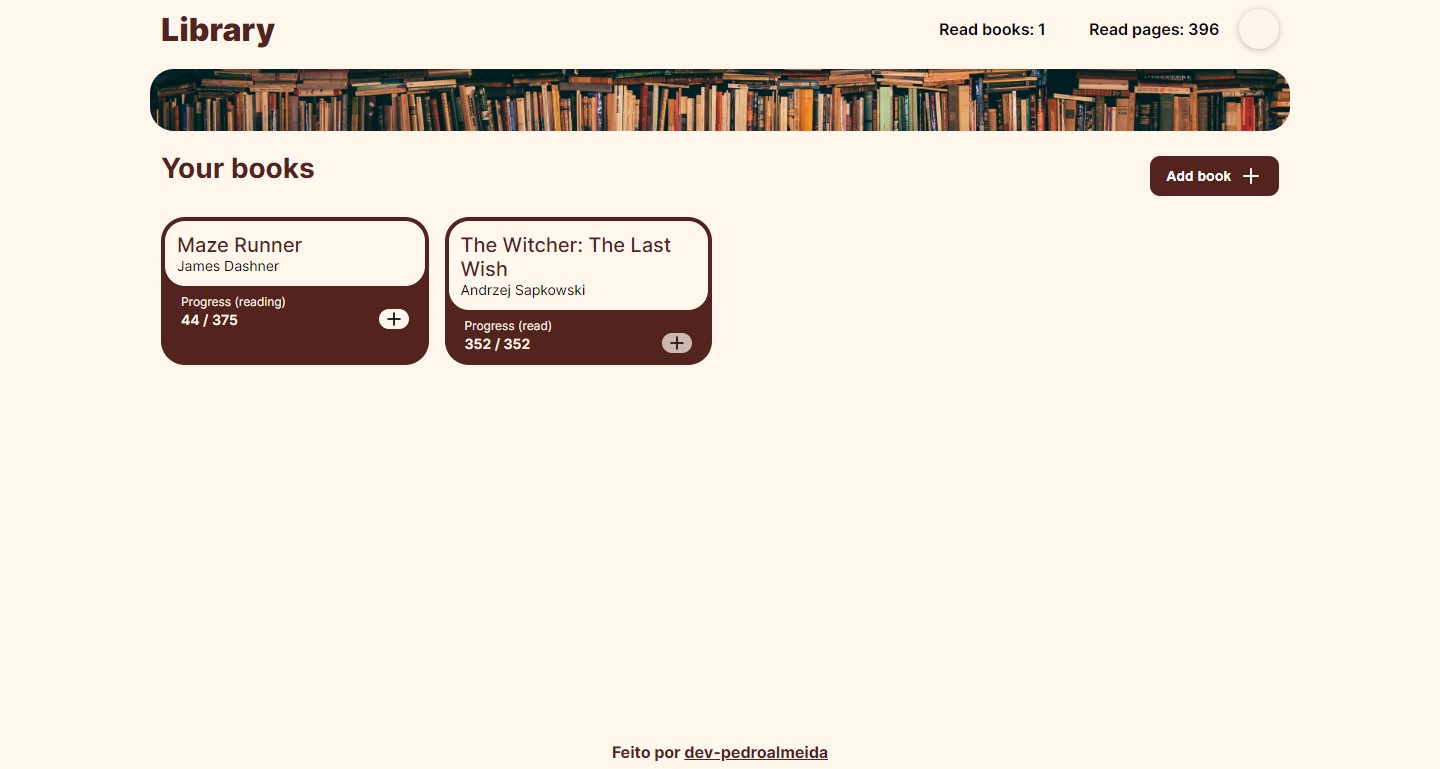 Library
Read books: 1
Read pages: 396
Your books
Add book
Maze Runner
James Dashner
Progress (reading)
44 / 375
The Witcher: The Last
Wish
Andrzej Sapkowski
Progress (read)
352 / 352
Feito por dev-pedroalmeida